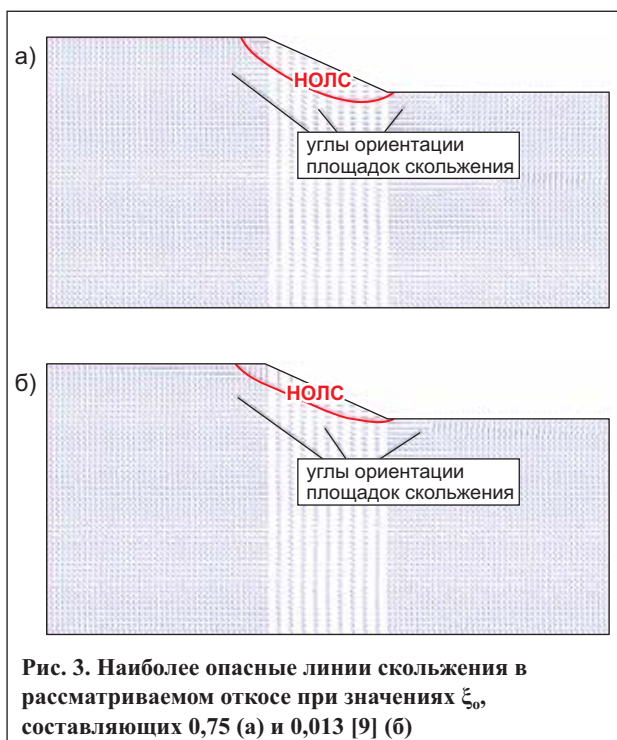 а)
НОЛС
углы ориентации
площадок скольжения
б)
НОЛС
углы ориентации
площадок скольжения
Рис. 3. Наиболее опасные линии скольжения в
рассматриваемом откосе при значениях ξₒ,
составляющих 0,75 (а) и 0,013 [9] (б)